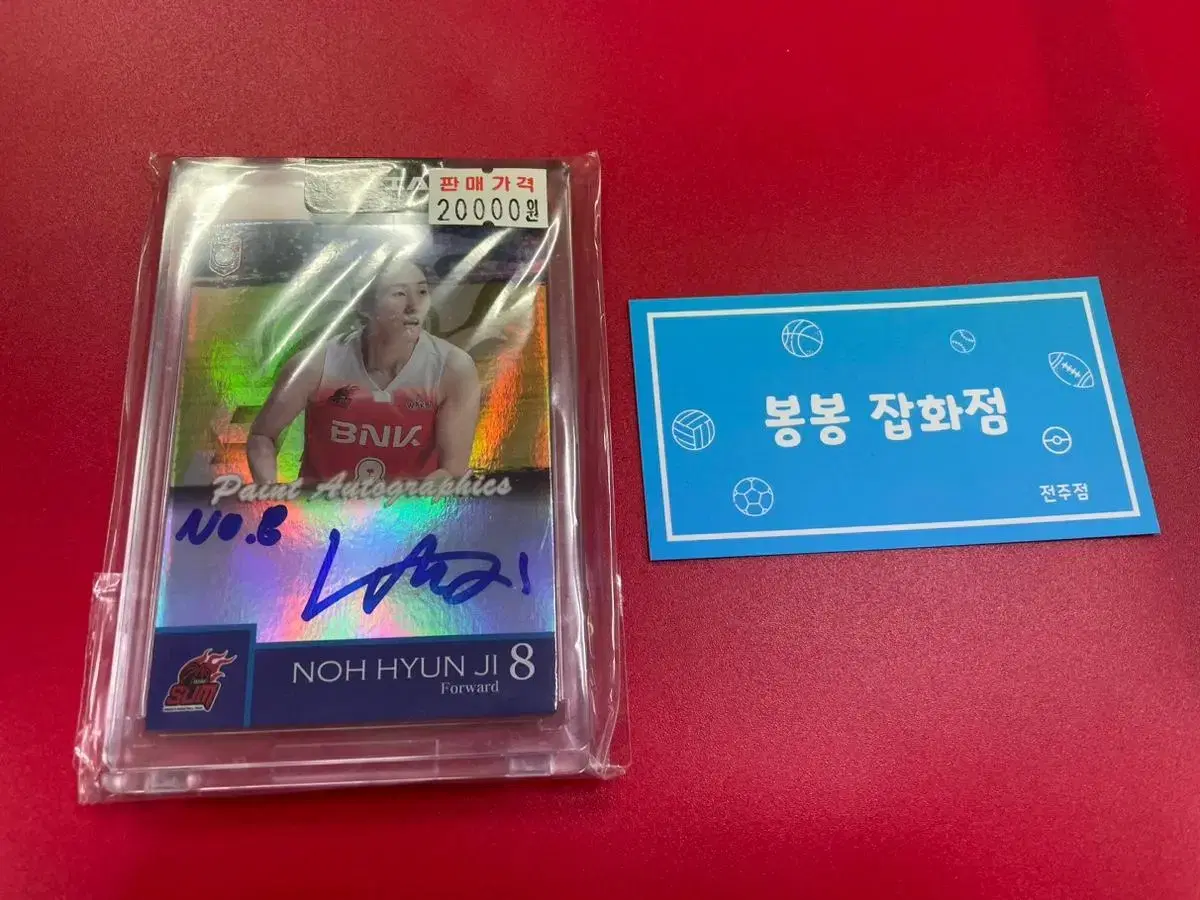 판매가격
20000원
BNK
8
Paint Autographics
NO.8
NOH HYUN JI 8
Forward
SUM
봉봉 잡화점
전주점